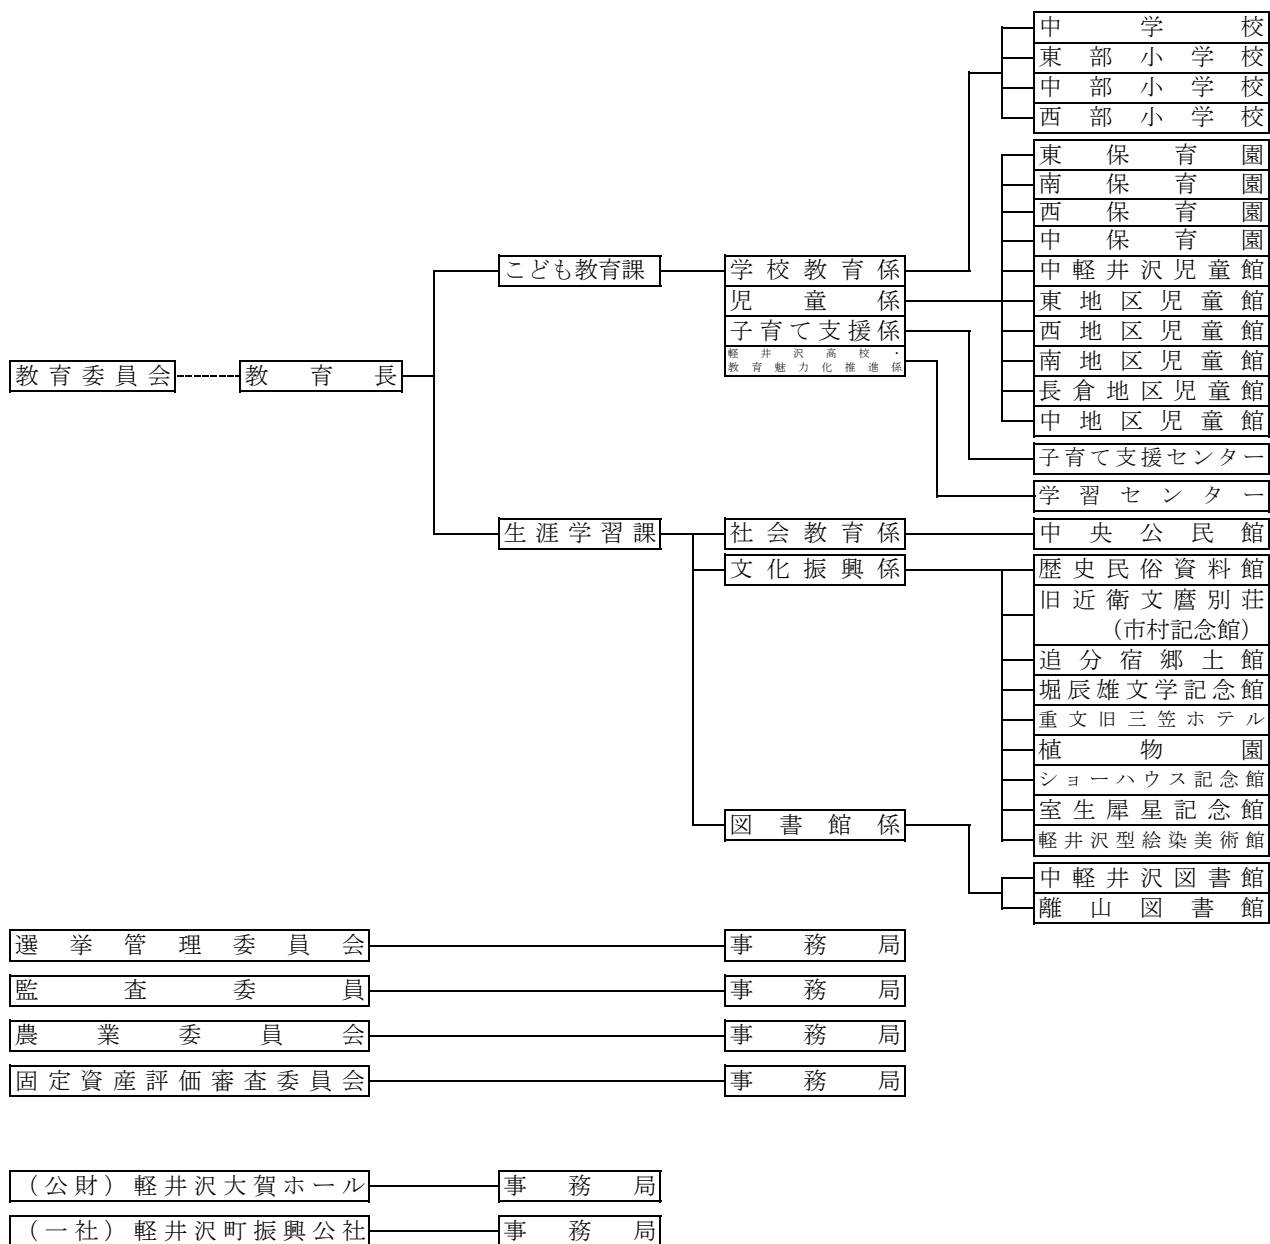 中学校
東部小学校
中部小学校
西部小学校
東保育園
南保育園
西保育園
中保育園
こども教育課
学校教育係
中軽井沢児童館
児童係
東地区児童館
子育て支援係
西地区児童館
軽井沢高校・
教育魅力化推進係
南地区児童館
教育委員会
教育長
長倉地区児童館
中地区児童館
子育て支援センター
学習センター
生涯学習課
社会教育係
中央公民館
文化振興係
歴史民俗資料館
旧近衛文麿別荘
（市村記念館）
追分宿郷土館
堀辰雄文学記念館
重文旧三笠ホテル
植物園
ショーハウス記念館
室生犀星記念館
図書館係
軽井沢型絵染美術館
中軽井沢図書館
離山図書館
選挙管理委員会
事務局
監査委員
事務局
農業委員会
事務局
固定資産評価審査委員会
事務局
（公財）軽井沢大賀ホール
事務局
（一社）軽井沢町振興公社
事務局